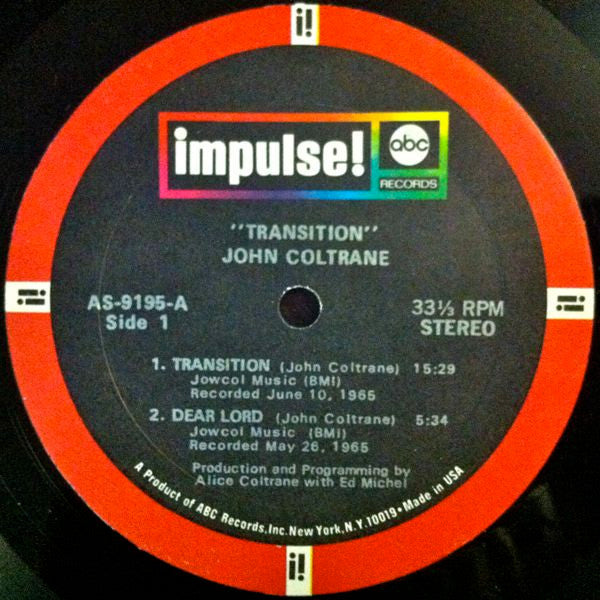 i!
impulse!
abc
RECORDS
"TRANSITION"
JOHN COLTRANE
AS-9195-A
Side 1
33⅓ RPM
STEREO
1. TRANSITION (John Coltrane) 15:29
Jowcol Music (BMI)
Recorded June 10, 1965
2. DEAR LORD (John Coltrane) 5:34
Jowcol Music (BMI)
Recorded May 26, 1965
Production and Programming by
Alice Coltrane with Ed Michel
A Product of ABC Records, Inc. New York, N.Y. 10019 • Made in USA
i!
i!
i!